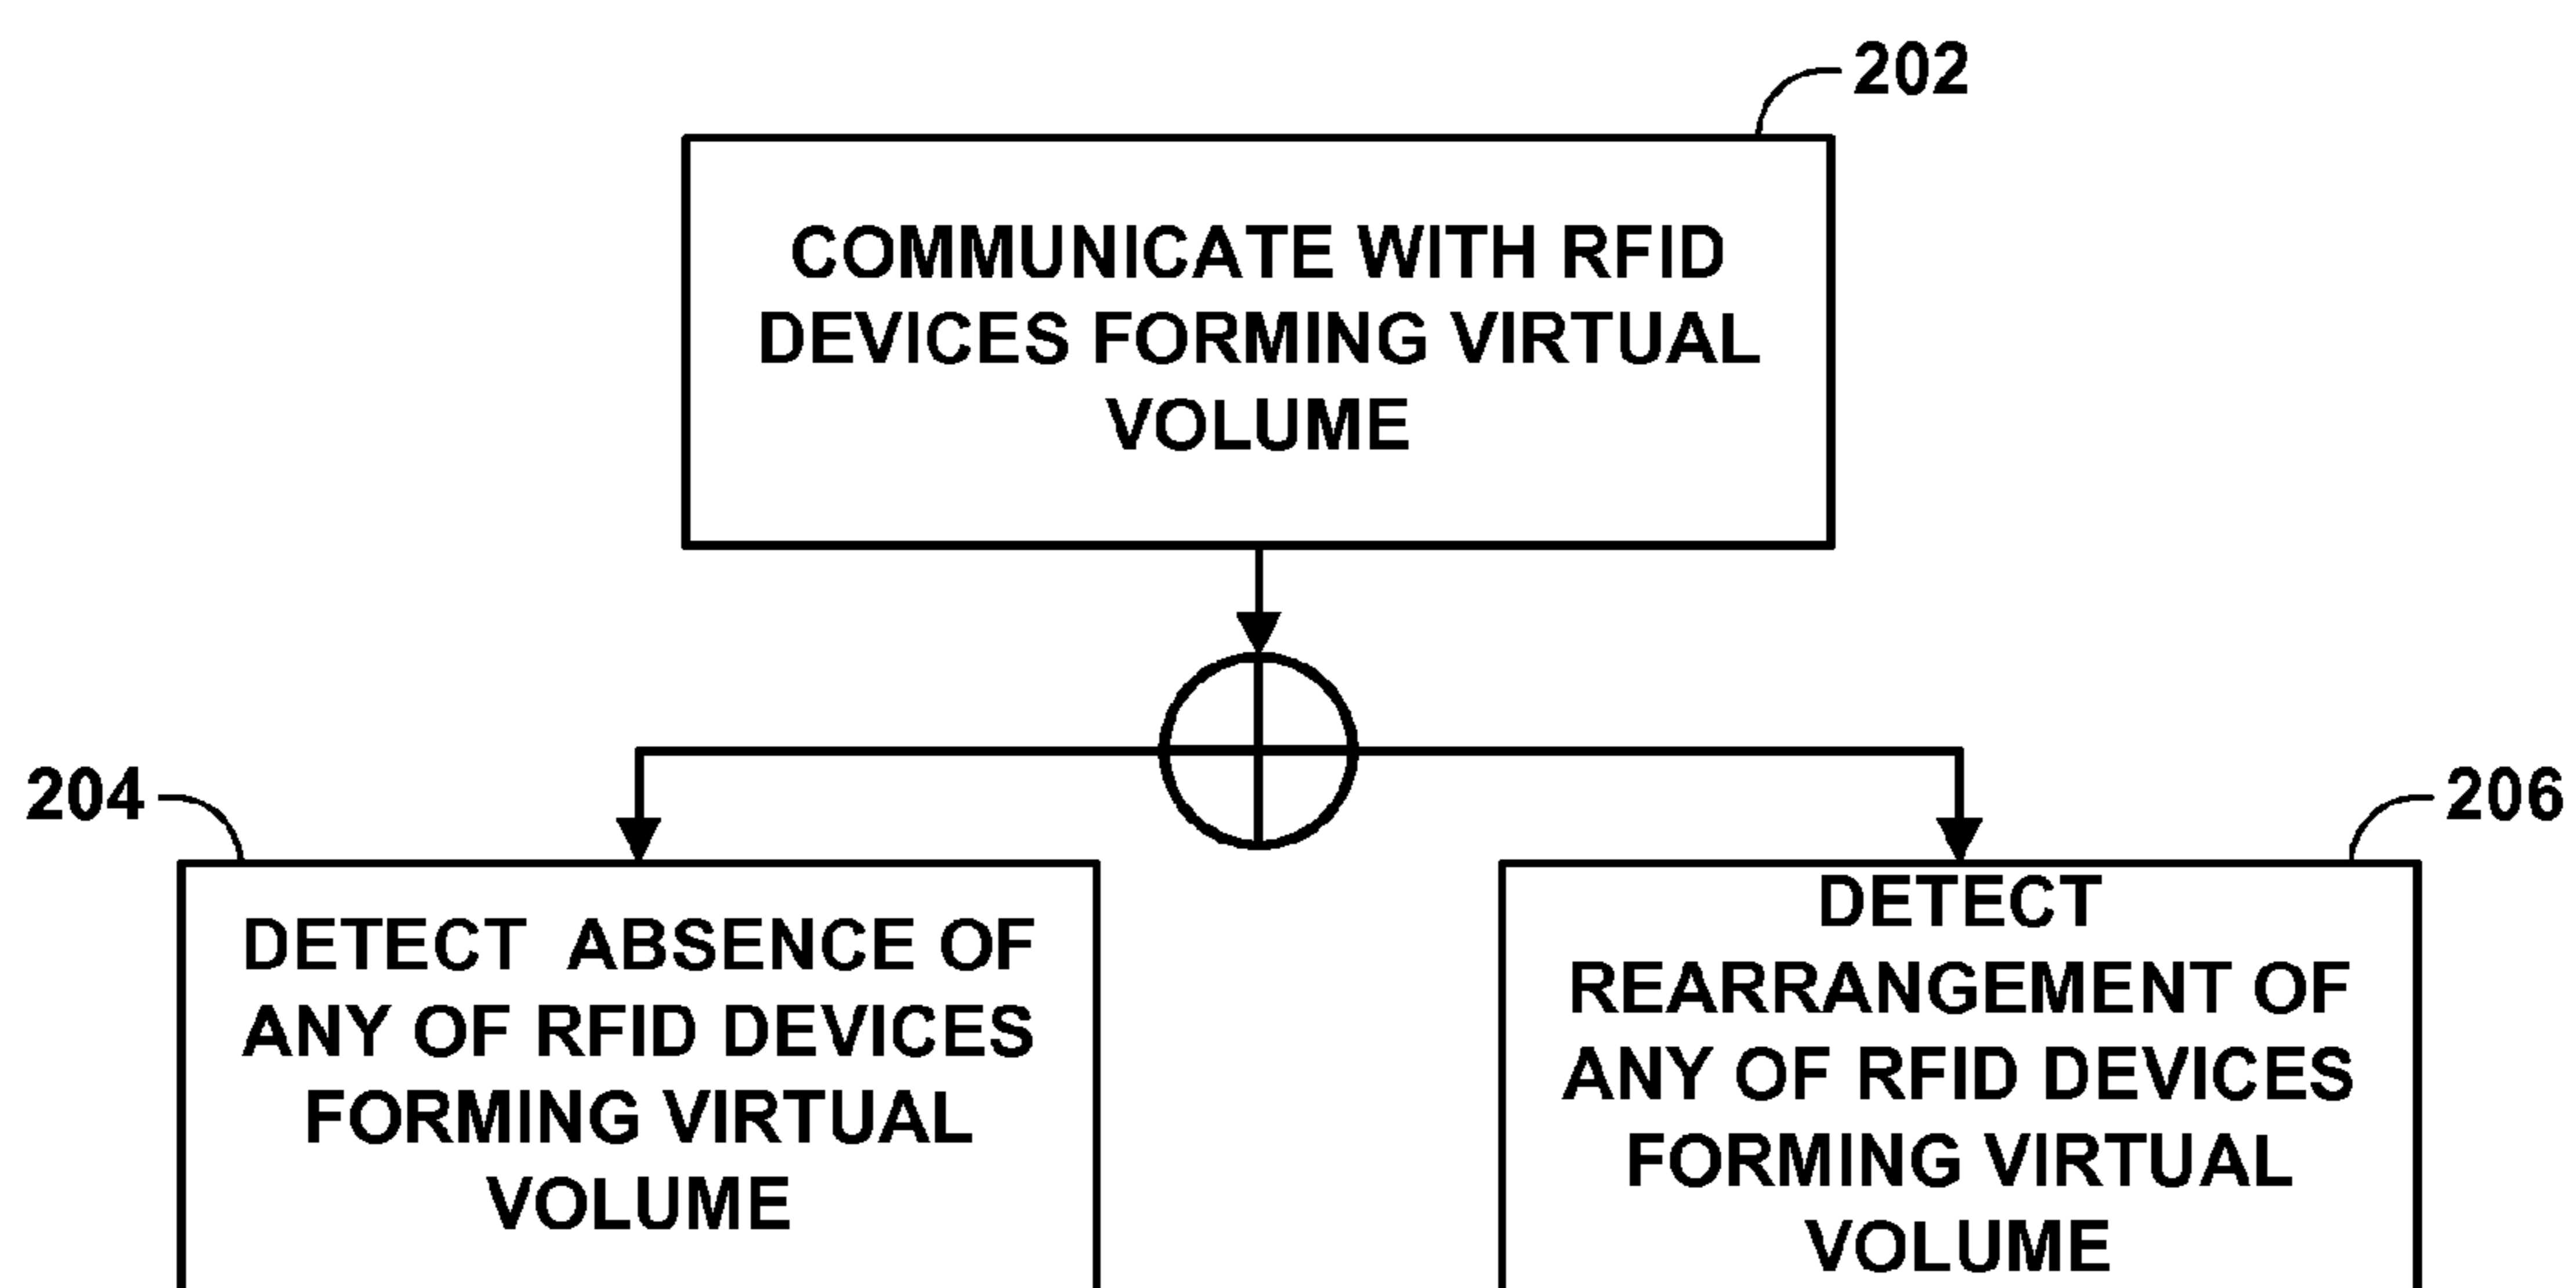 202
COMMUNICATE WITH RFID
DEVICES FORMING VIRTUAL
VOLUME
204
206
DETECT ABSENCE OF
ANY OF RFID DEVICES
FORMING VIRTUAL
VOLUME
DETECT
REARRANGEMENT OF
ANY OF RFID DEVICES
FORMING VIRTUAL
VOLUME